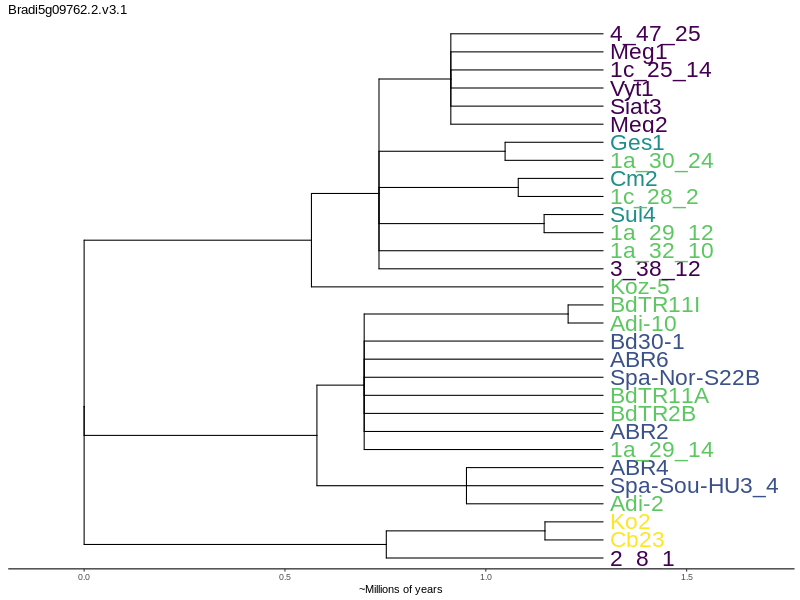 Bradi5g09762.2.v3.1
4_47_25
Meg1
1c_25_14
Vyt1
Siat3
Meg2
Ges1
1a_30_24
Cm2
1c_28_2
Sul4
1a_29_12
1a_32_10
3_38_12
Koz-5
BdTR11I
Adi-10
Bd30-1
ABR6
Spa-Nor-S22B
BdTR11A
BdTR2B
ABR2
1a_29_14
ABR4
Spa-Sou-HU3_4
Adi-2
Ko2
Cb23
2_8_1
0.0 0.5 1.0 1.5
~Millions of years